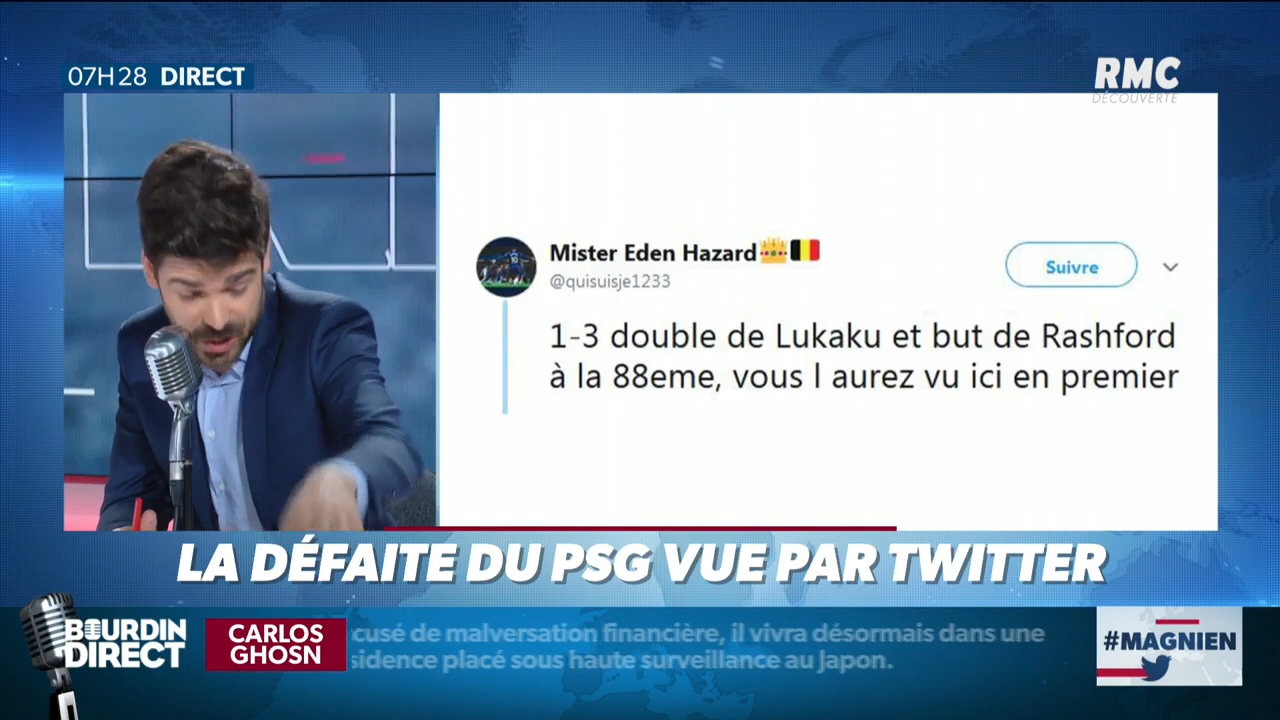 07H28 DIRECT
RMC
DÉCOUVERTE
Mister Eden Hazard
@quisuisje1233
Suivre
1-3 double de Lukaku et but de Rashford
à la 88eme, vous l aurez vu ici en premier
LA DÉFAITE DU PSG VUE PAR TWITTER
BOURDIN
DIRECT
CARLOS
GHOSN
cusé de malversation financière, il vivra désormais dans une
sidence placé sous haute surveillance au Japon.
#MAGNIEN